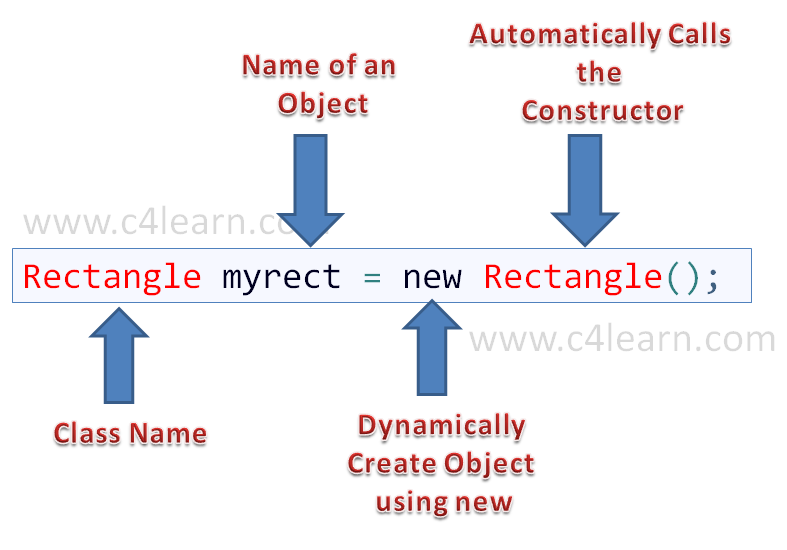 Automatically Calls
the
Constructor
Name of an
Object
www.c4learn.com
Rectangle myrect = new Rectangle();
www.c4learn.com
Class Name
Dynamically
Create Object
using new